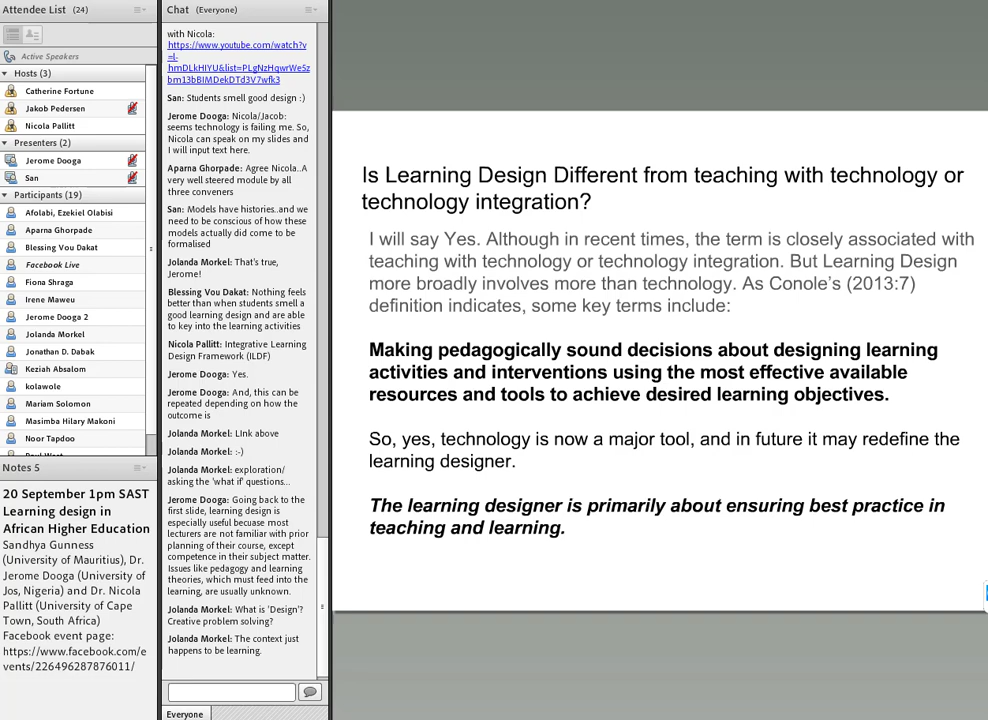 Attendee List (24)
Active Speakers
Hosts (3)
Catherine Fortune
Jakob Pedersen
Nicola Pallitt
Presenters (2)
Jerome Dooga
San
Participants (19)
Afolabi, Ezekiel Olabisi
Aparna Ghorpade
Blessing Vou Dakat
Facebook Live
Fiona Shraga
Irene Maweu
Jerome Dooga 2
Jolanda Morkel
Jonathan D. Dabak
Keziah Absalom
kolawole
Mariam Solomon
Masimba Hilary Makoni
Noor Tapdoo
Notes 5
20 September 1pm SAST
Learning design in
African Higher Education
Sandhya Gunness
(University of Mauritius), Dr.
Jerome Dooga (University of
Jos, Nigeria) and Dr. Nicola
Pallitt (University of Cape
Town, South Africa)
Facebook event page:
https://www.facebook.com/e
vents/226496287876011/
Chat (Everyone)
with Nicola:
https://www.youtube.com/watch?v
=l-
hmDLkHIYU&list=PLgNzHqwrWe5z
bm13bBIMDekDTd3V7wfk3
San: Students smell good design :)
Jerome Dooga: Nicola/Jacob:
seems technology is failing me. So,
Nicola can speak on my slides and
I will input text here.
Aparna Ghorpade: Agree Nicola..A
very well steered module by all
three conveners
San: Models have histories..and we
need to be conscious of how these
models actually did come to be
formalised
Jolanda Morkel: That's true,
Jerome!
Blessing Vou Dakat: Nothing feels
better than when students smell a
good learning design and are able
to key into the learning activities
Nicola Pallitt: Integrative Learning
Design Framework (ILDF)
Jerome Dooga: Yes.
Jerome Dooga: And, this can be
repeated depending on how the
outcome is
Jolanda Morkel: LInk above
Jolanda Morkel: :-)
Jolanda Morkel: exploration/
asking the 'what if' questions...
Jerome Dooga: Going back to the
first slide, learning design is
especially useful becuase most
lecturers are not familiar with prior
planning of their course, except
competence in their subject matter.
Issues like pedagogy and learning
theories, which must feed into the
learning, are usually unknown.
Jolanda Morkel: What is 'Design'?
Creative problem solving?
Jolanda Morkel: The context just
happens to be learning.
Everyone
Is Learning Design Different from teaching with technology or
technology integration?
I will say Yes. Although in recent times, the term is closely associated with
teaching with technology or technology integration. But Learning Design
more broadly involves more than technology. As Conole's (2013:7)
definition indicates, some key terms include:
Making pedagogically sound decisions about designing learning
activities and interventions using the most effective available
resources and tools to achieve desired learning objectives.
So, yes, technology is now a major tool, and in future it may redefine the
learning designer.
The learning designer is primarily about ensuring best practice in
teaching and learning.